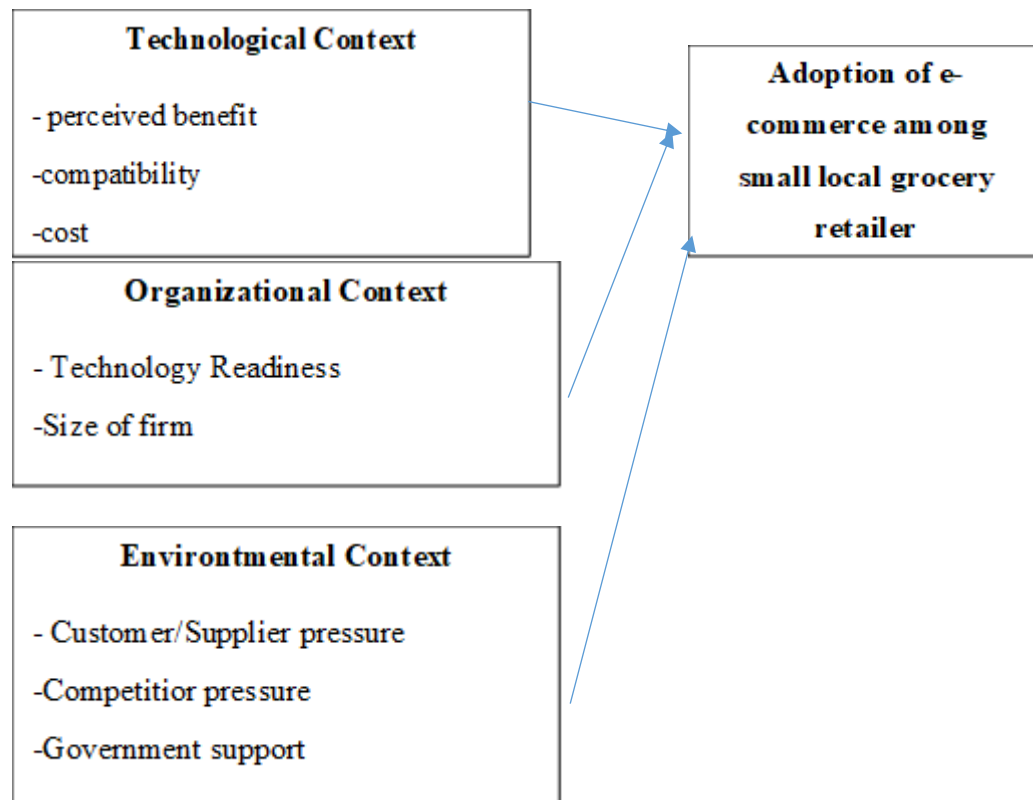 Technological Context
- perceived benefit
-compatibility
-cost
Adoption of e-
commerce among
small local grocery
retailer
Organizational Context
- Technology Readiness
-Size of firm
Environtmental Context
- Customer/Supplier pressure
-Competitior pressure
-Government support